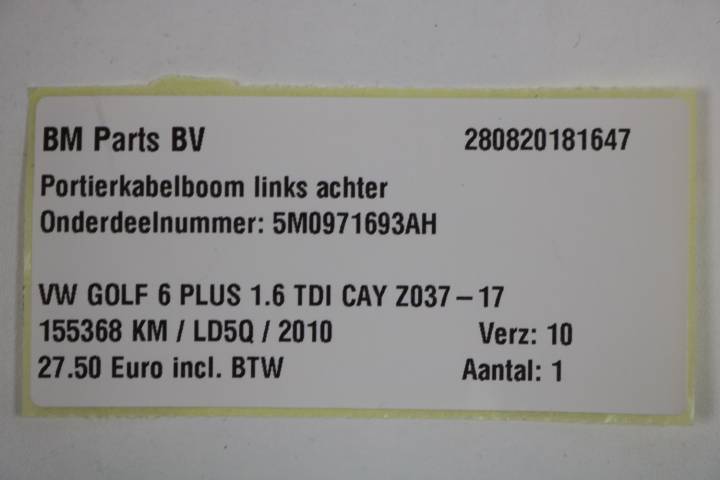 BM Parts BV 280820181647
Portierkabelboom links achter
Onderdeelnummer: 5M0971693AH
VW GOLF 6 PLUS 1.6 TDI CAY Z037 – 17
155368 KM / LD5Q / 2010 Verz: 10
27.50 Euro incl. BTW Aantal: 1